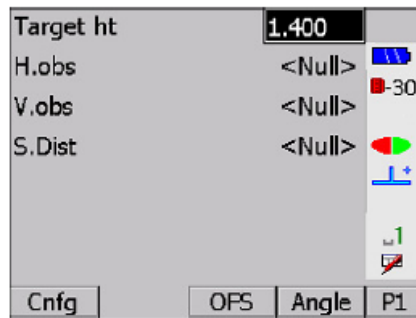 Target ht 1.400
H.obs <Null>
-30
V.obs <Null>
S.Dist <Null>
1
Cnfg OFS Angle P1